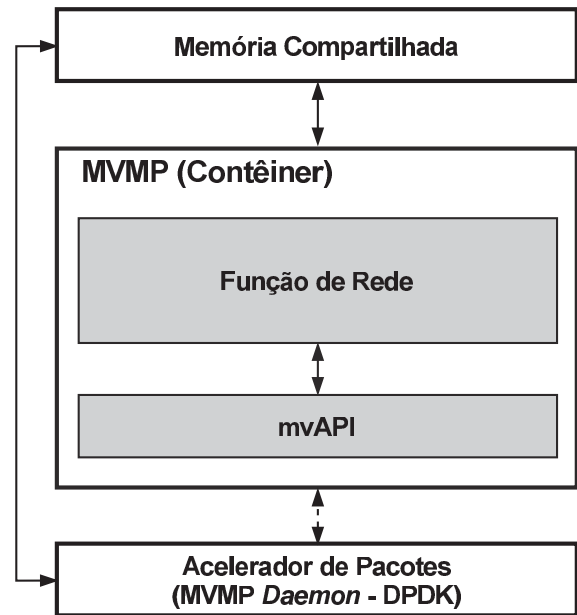 Memória Compartilhada
MVMP (Contêiner)
Função de Rede
mvAPI
Acelerador de Pacotes
(MVMP Daemon - DPDK)